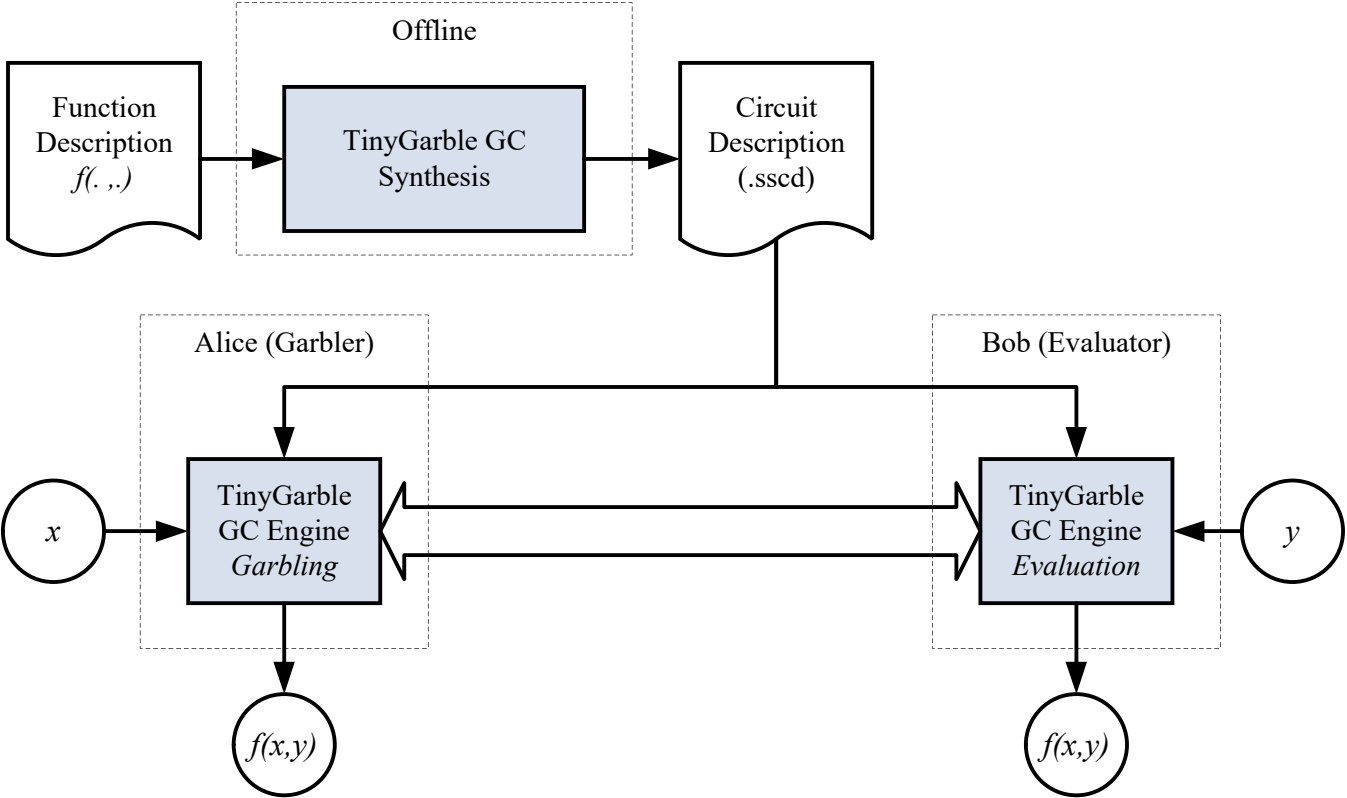 Offline
Function
Description
f(. ,.)
TinyGarble GC
Synthesis
Circuit
Description
(.sscd)
Alice (Garbler)
Bob (Evaluator)
x
TinyGarble
GC Engine
Garbling
TinyGarble
GC Engine
Evaluation
y
f(x,y)
f(x,y)